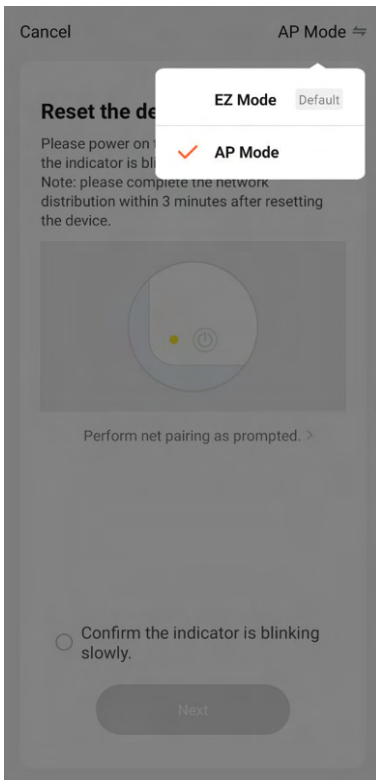 Cancel
AP Mode
EZ Mode Default
AP Mode
Reset the de
Please power on
the indicator is bli
Note: please complete the network
distribution within 3 minutes after resetting
the device.
Perform net pairing as prompted. >
Confirm the indicator is blinking
slowly.
Next